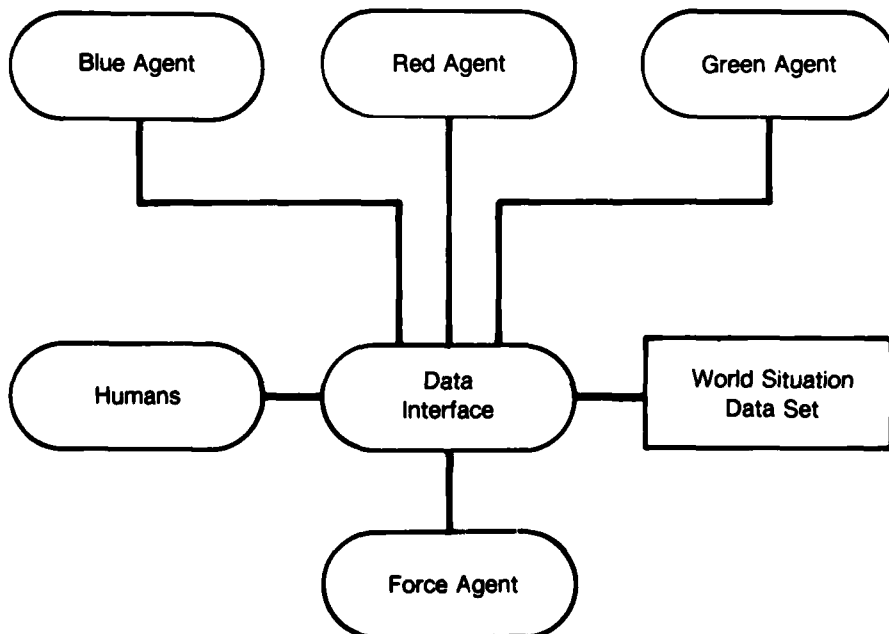 Blue Agent
Red Agent
Green Agent
Humans
Data
Interface
World Situation
Data Set
Force Agent